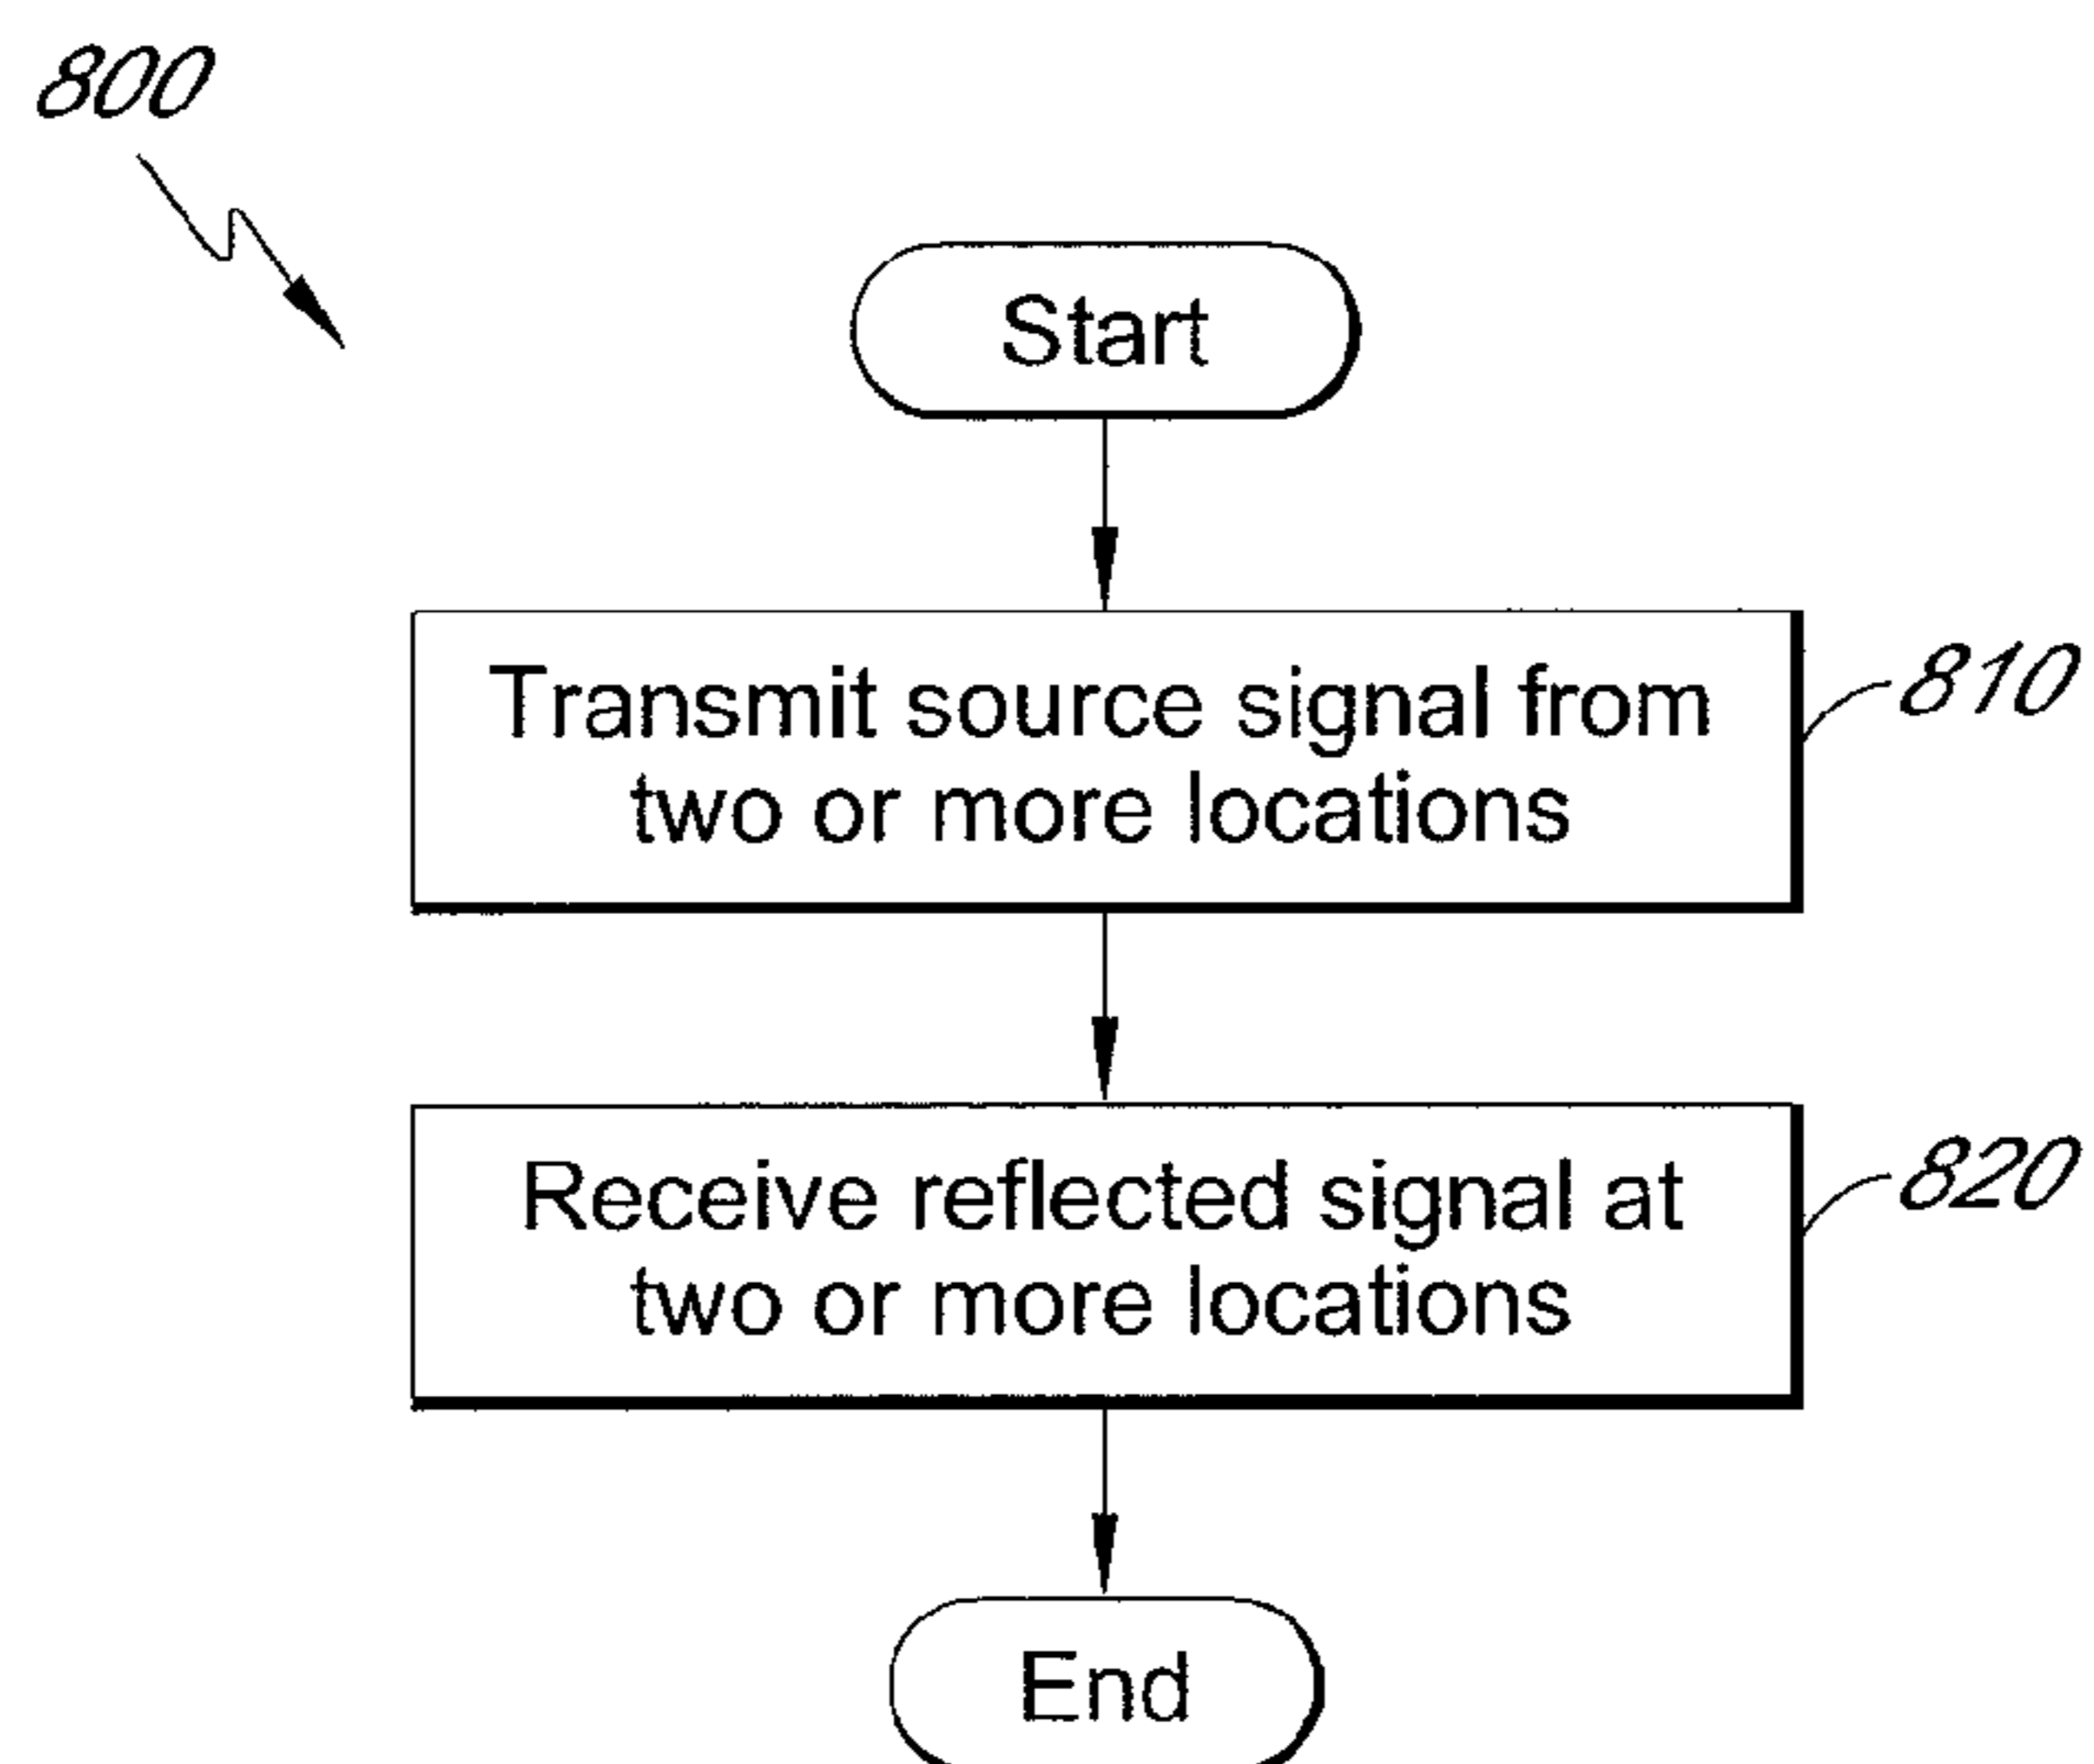 800
Start
Transmit source signal from
two or more locations
810
Receive reflected signal at
two or more locations
820
End